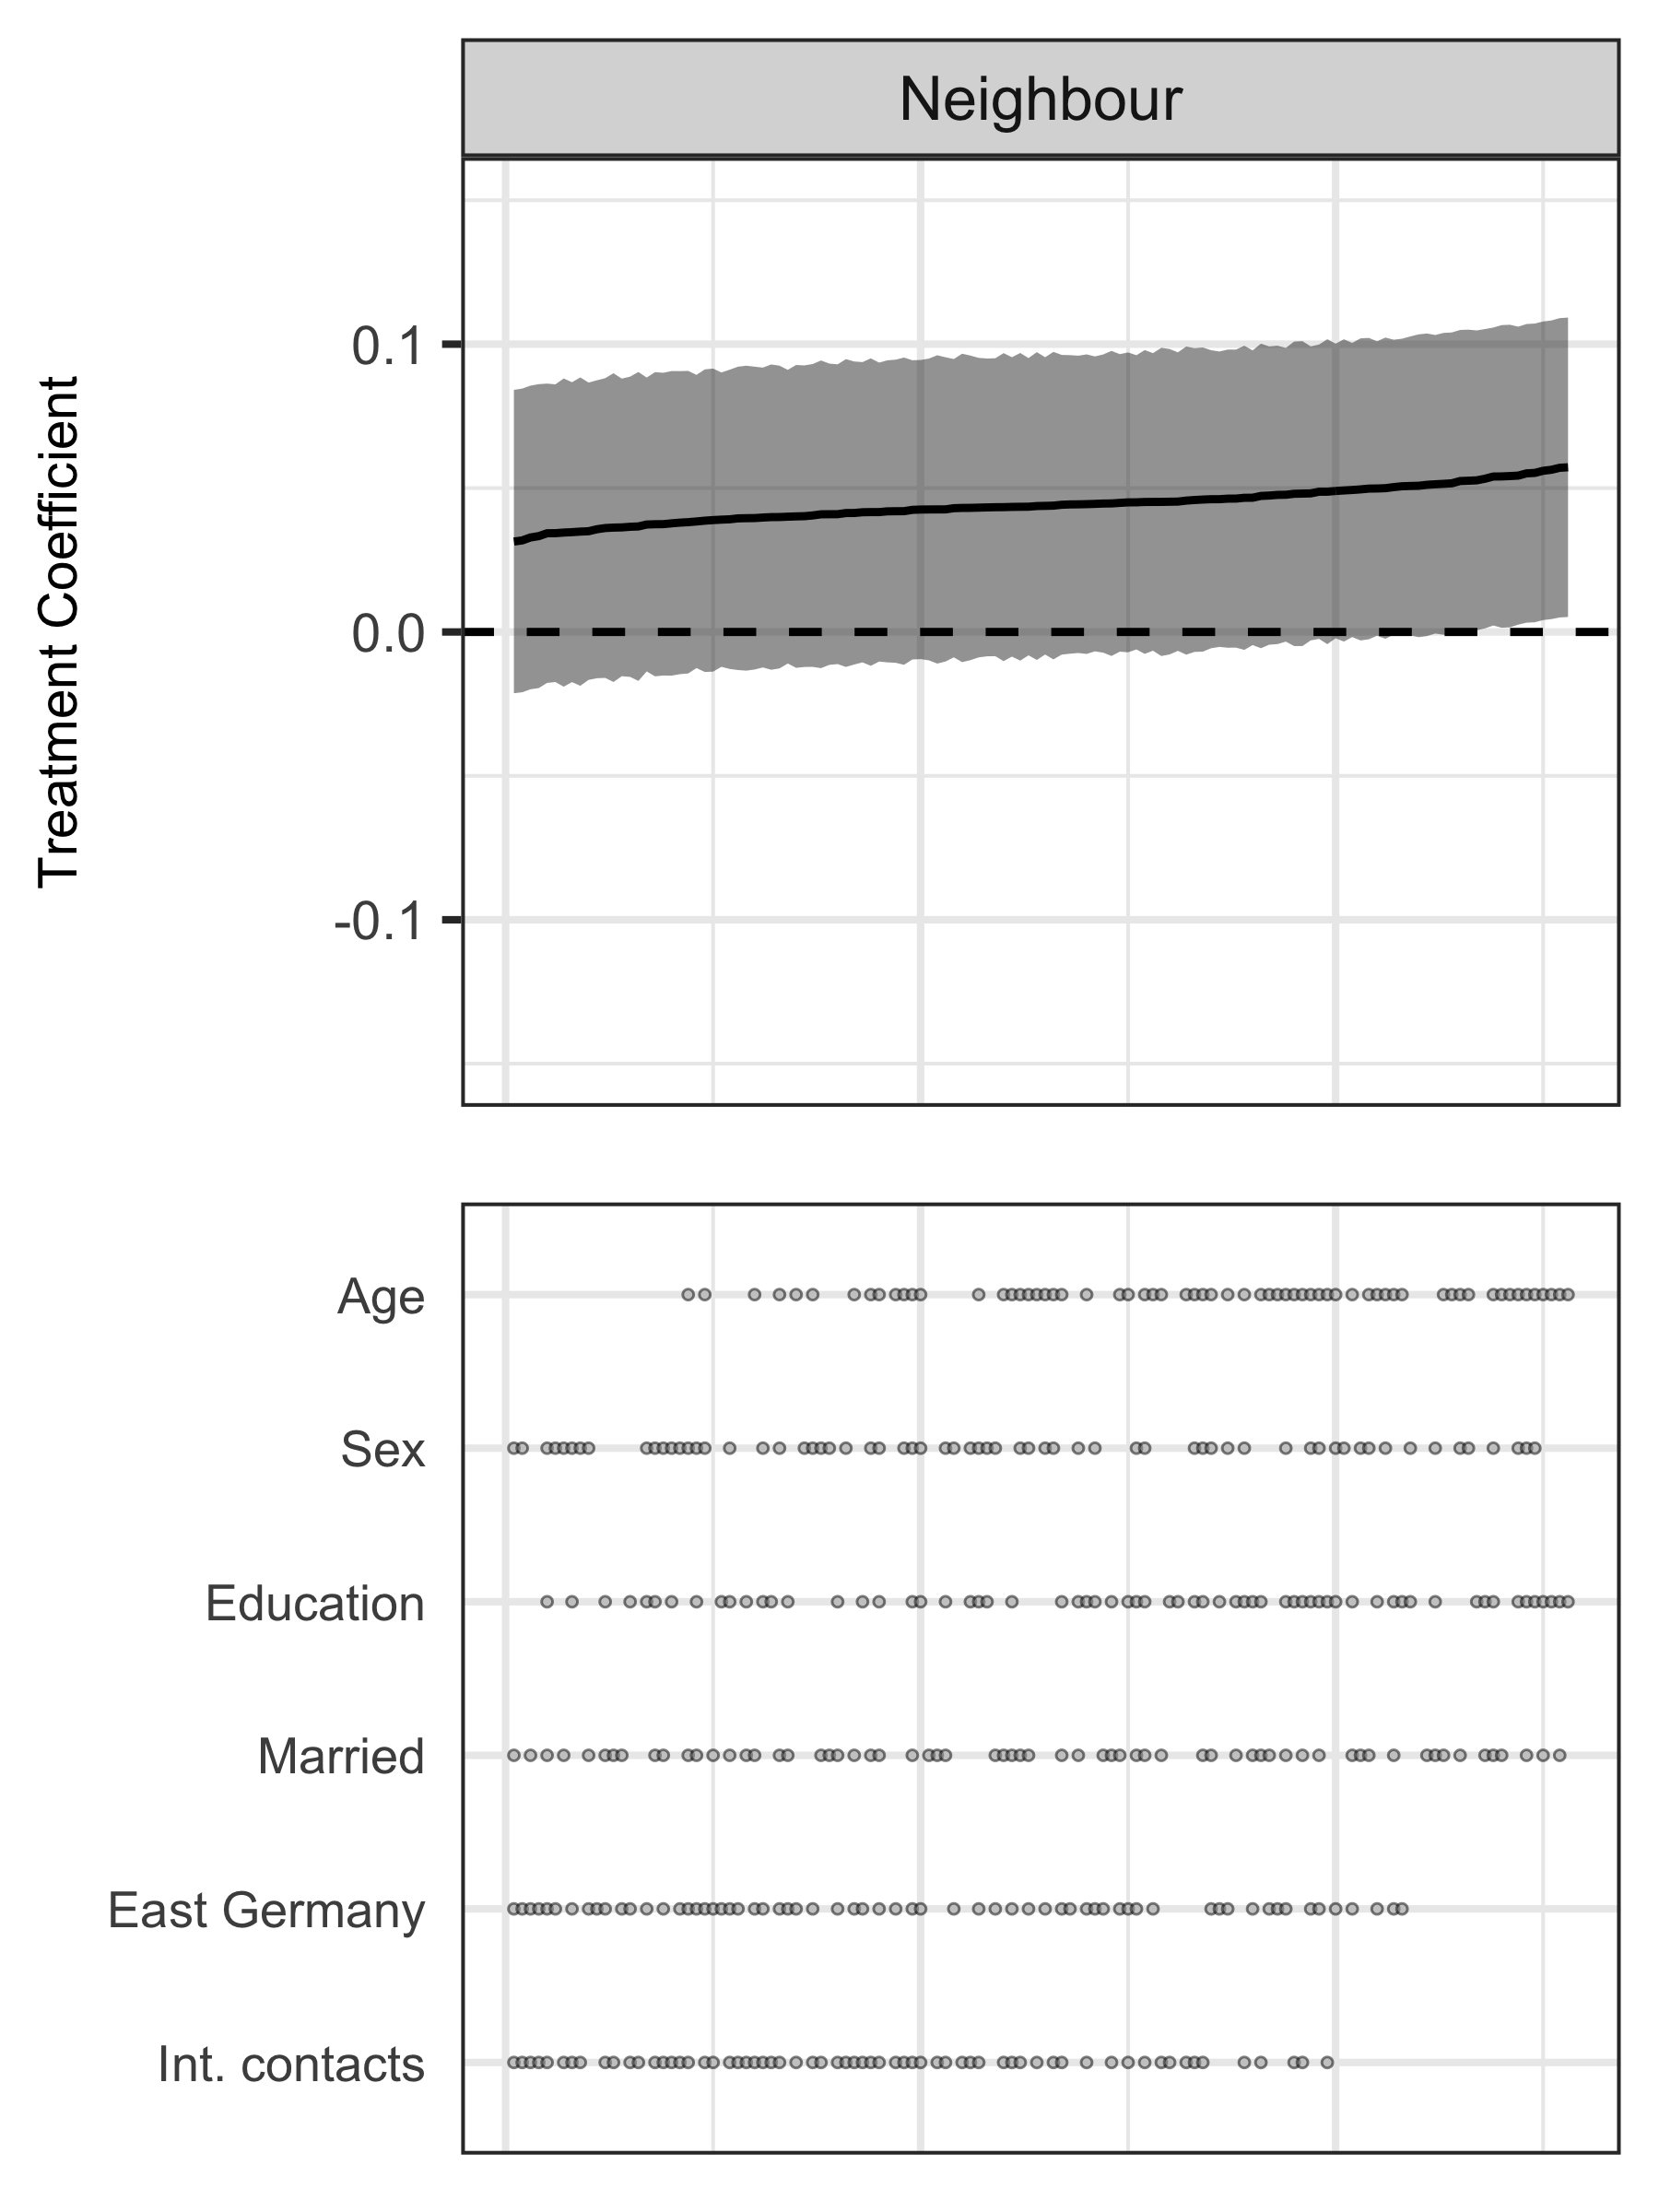 Neighbour
Treatment Coefficient
0.1
0.0
-0.1
Age
Sex
Education
Married
East Germany
Int. contacts